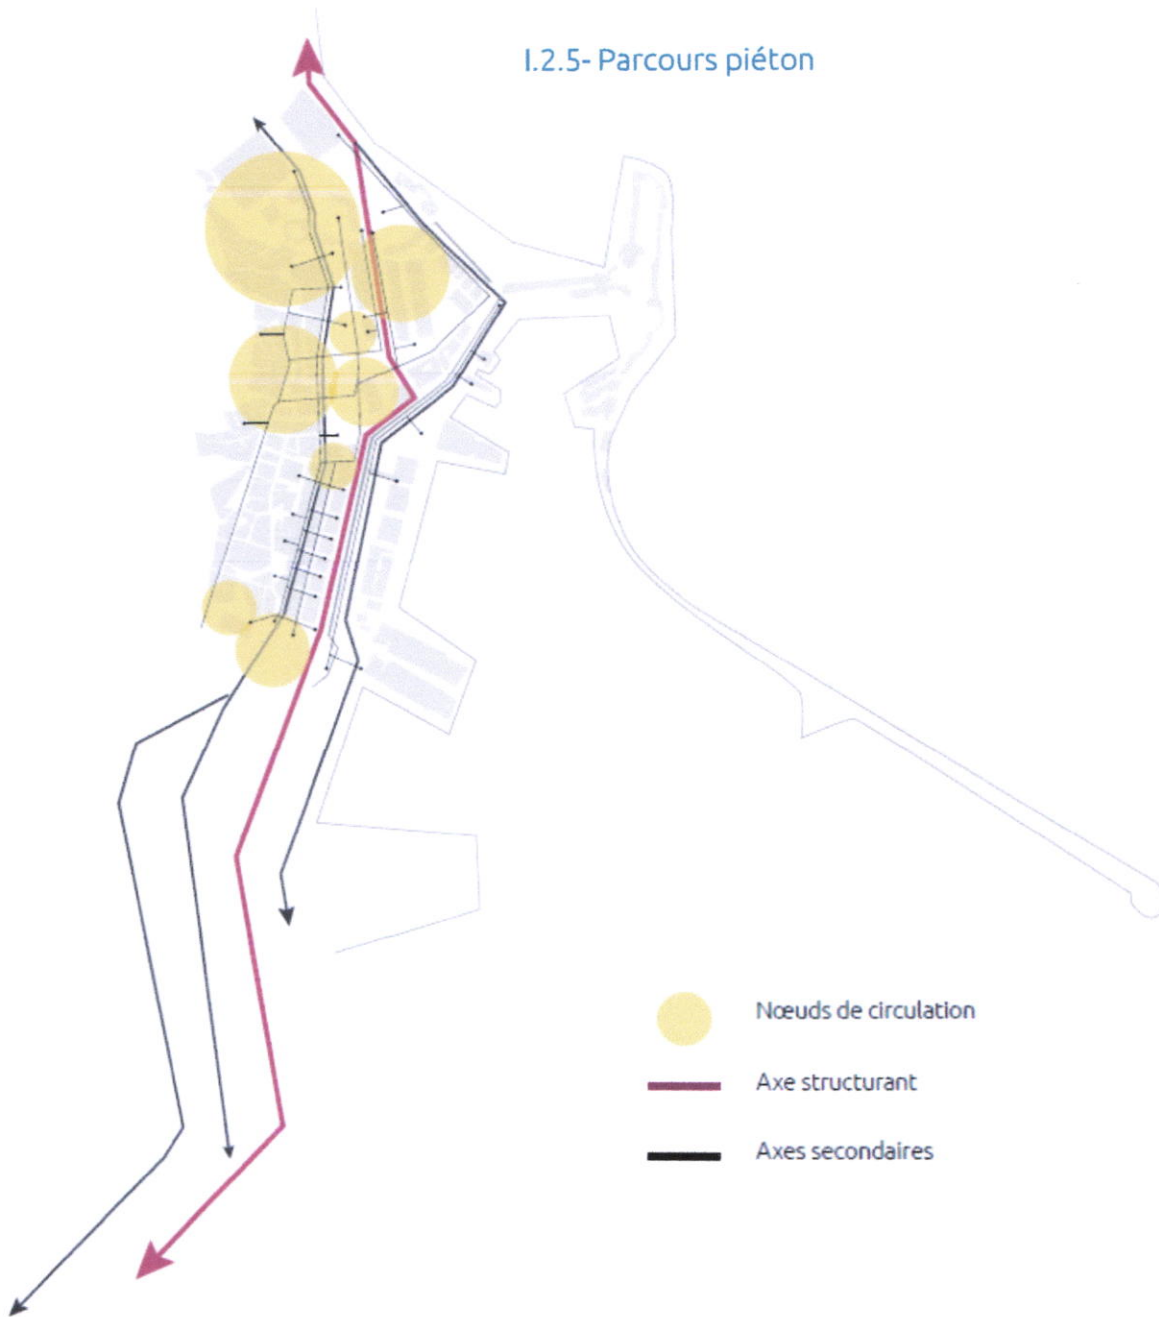 I.2.5- Parcours piéton
Nœuds de circulation
Axe structurant
Axes secondaires